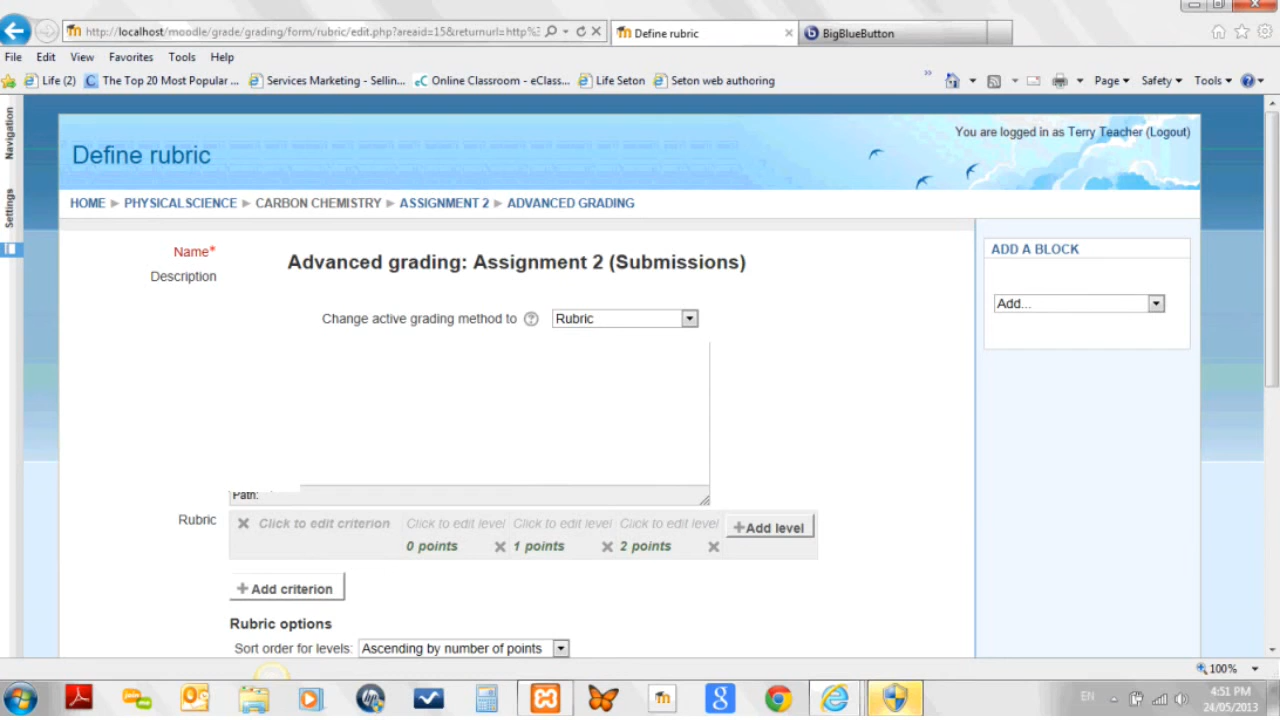 http://localhost/moodle/grade/grading/form/rubric/edit.php?areaid=15&returnurl=http%3
Define rubric
BigBlueButton
File Edit View Favorites Tools Help
Life (2)
The Top 20 Most Popular ...
Services Marketing - Sellin...
Online Classroom - eClass...
Life Seton
Seton web authoring
Page Safety Tools
Navigation
Settings
You are logged in as Terry Teacher (Logout)
Define rubric
HOME ► PHYSICALSCIENCE ► CARBON CHEMISTRY ► ASSIGNMENT 2 ► ADVANCED GRADING
Name*
Description
Advanced grading: Assignment 2 (Submissions)
Change active grading method to Rubric
ADD A BLOCK
Add...
Path:
Rubric
Click to edit criterion Click to edit level Click to edit level Click to edit level +Add level
0 points 1 points 2 points
+ Add criterion
Rubric options
Sort order for levels: Ascending by number of points
100%
EN
4:51 PM
24/05/2013